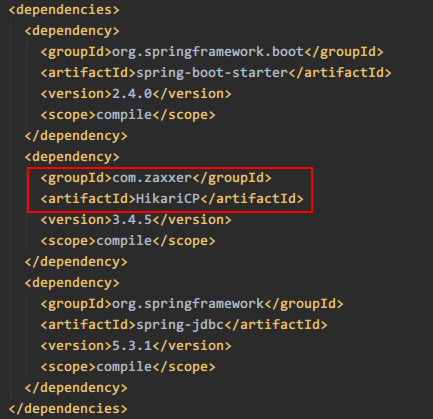 <dependencies>
<dependency>
<groupId>org.springframework.boot</groupId>
<artifactId>spring-boot-starter</artifactId>
<version>2.4.0</version>
<scope>compile</scope>
</dependency>
<dependency>
<groupId>com.zaxxer</groupId>
<artifactId>HikariCP</artifactId>
<version>3.4.5</version>
<scope>compile</scope>
</dependency>
<dependency>
<groupId>org.springframework</groupId>
<artifactId>spring-jdbc</artifactId>
<version>5.3.1</version>
<scope>compile</scope>
</dependency>
</dependencies>